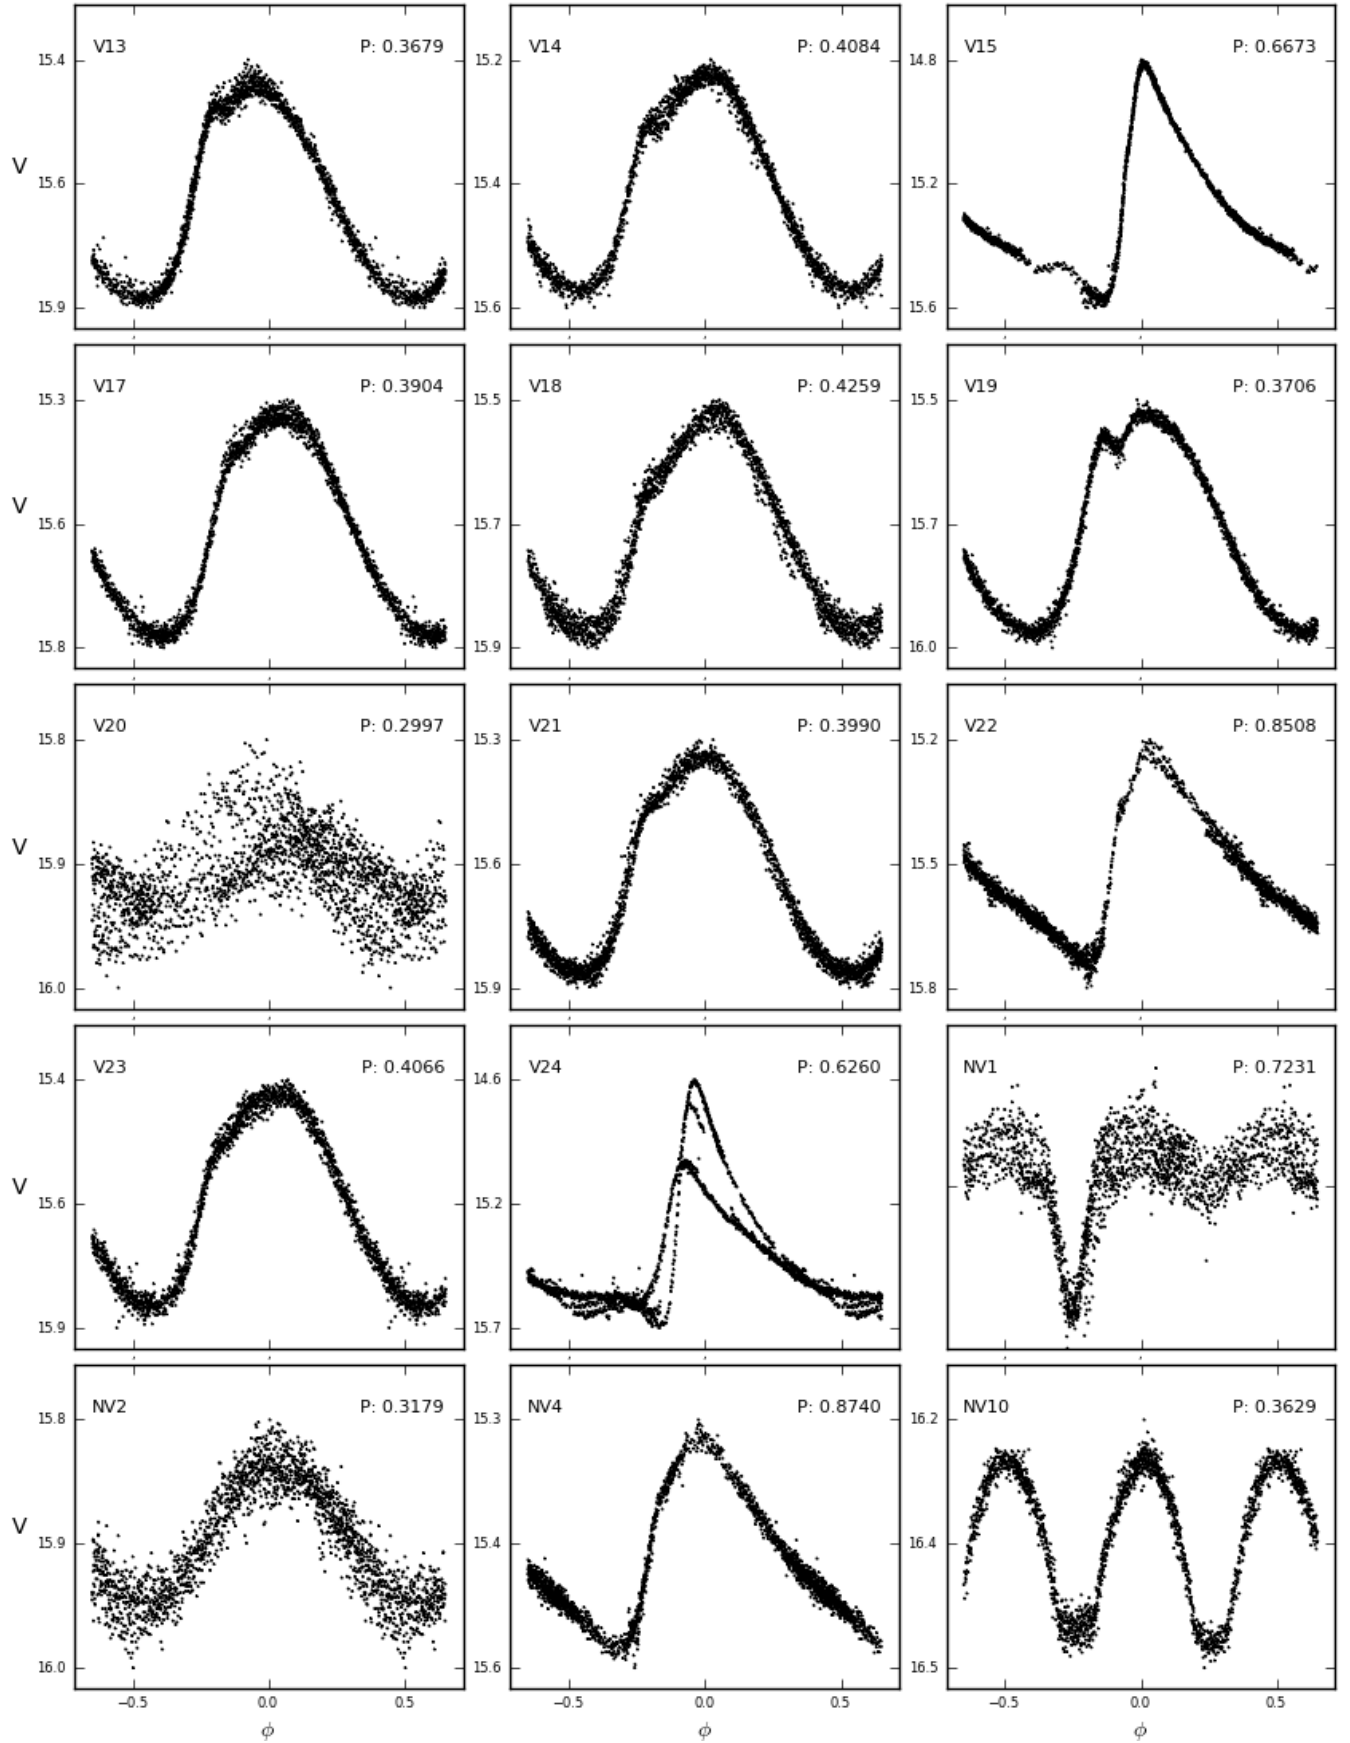 V13 P: 0.3679
V14 P: 0.4084
V15 P: 0.6673
15.4
15.6
15.9
V
15.2
15.4
15.6
14.8
15.2
15.6
V17 P: 0.3904
V18 P: 0.4259
V19 P: 0.3706
15.3
15.6
15.8
V
15.5
15.7
15.9
15.5
15.7
16.0
V20 P: 0.2997
V21 P: 0.3990
V22 P: 0.8508
15.8
15.9
16.0
V
15.3
15.6
15.9
15.2
15.5
15.8
V23 P: 0.4066
V24 P: 0.6260
NV1 P: 0.7231
15.4
15.6
15.9
V
14.6
15.2
15.7
NV2 P: 0.3179
NV4 P: 0.8740
NV10 P: 0.3629
15.8
15.9
16.0
V
15.3
15.4
15.6
16.2
16.4
16.5
−0.5 0.0 0.5
−0.5 0.0 0.5
−0.5 0.0 0.5
ϕ
ϕ
ϕ